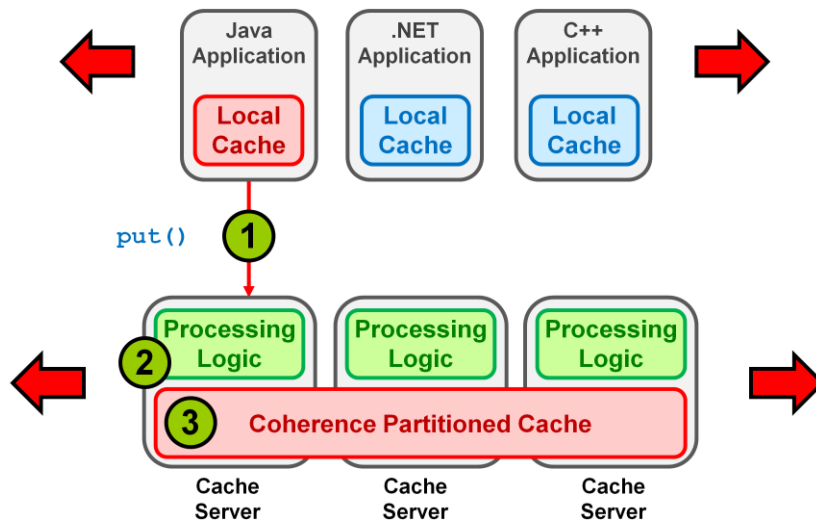 Java
Application
.NET
Application
C++
Application
Local
Cache
Local
Cache
Local
Cache
put()
1
Processing
Logic
Processing
Logic
Processing
Logic
2
3
Coherence Partitioned Cache
Cache
Server
Cache
Server
Cache
Server